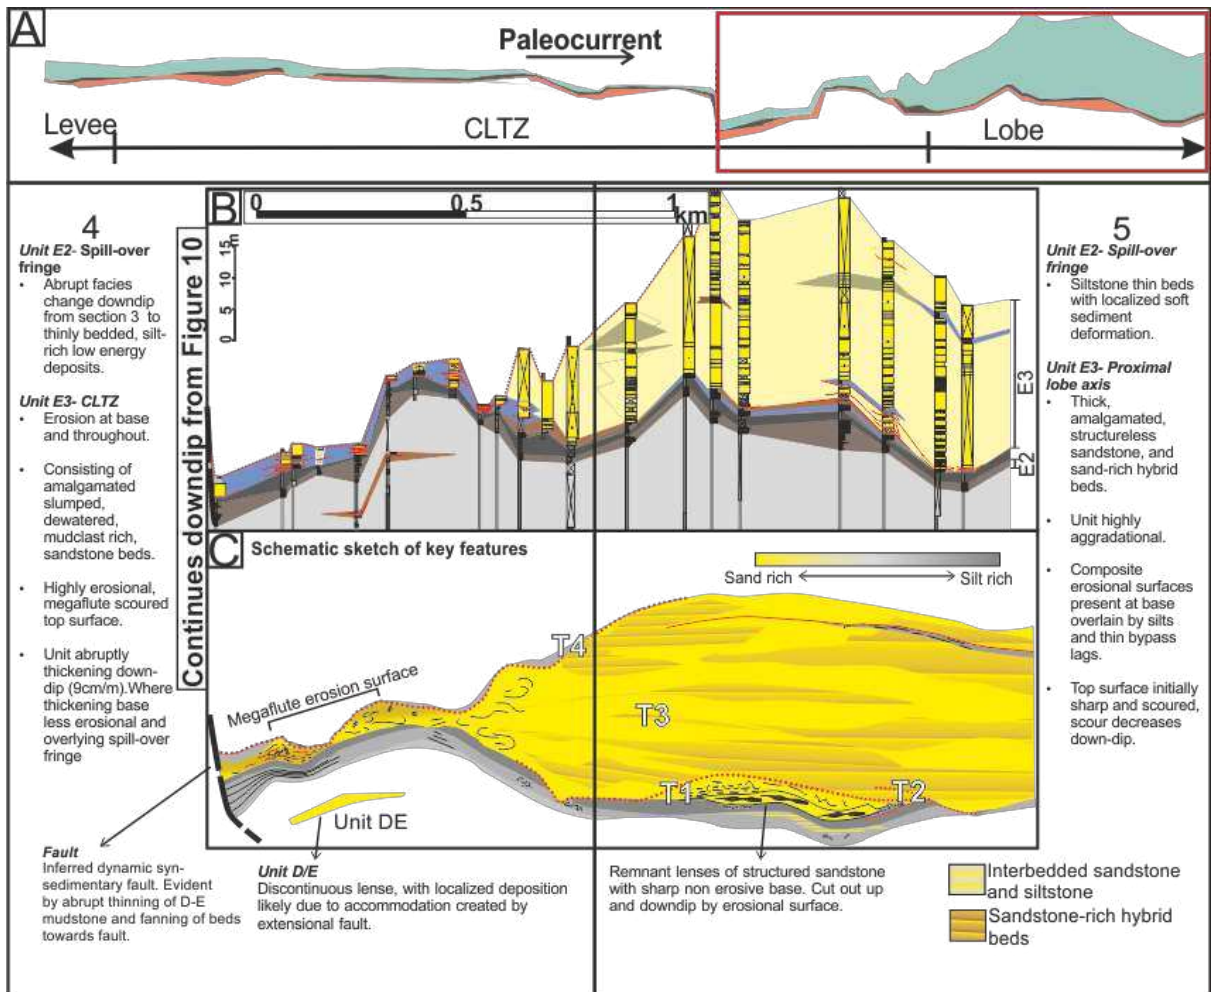 A
Paleocurrent
Levee
CLTZ
Lobe
4
Unit E2- Spill-over
fringe
• Abrupt facies
change downdip
from section 3 to
thinly bedded, silt-
rich low energy
deposits.
Unit E3- CLTZ
• Erosion at base
and throughout.
• Consisting of
amalgamated
slumped,
dewatered,
mudclast rich,
sandstone beds.
• Highly erosional,
megaflute scoured
top surface.
• Unit abruptly
thickening down-
dip (9cm/m).Where
thickening base
less erosional and
overlying spill-over
fringe
Continues downdip from Figure 10
B
0 0.5 1
km
15
m
10
5
0
E3
E2
C
Schematic sketch of key features
Sand rich
Silt rich
T4
Megaflute erosion surface
T3
T1
T2
Unit DE
5
Unit E2- Spill-over
fringe
• Siltstone thin beds
with localized soft
sediment
deformation.
Unit E3- Proximal
lobe axis
• Thick,
amalgamated,
structureless
sandstone, and
sand-rich hybrid
beds.
• Unit highly
aggradational.
• Composite
erosional surfaces
present at base
overlain by silts
and thin bypass
lags.
• Top surface initially
sharp and scoured,
scour decreases
down-dip.
Fault
Inferred dynamic syn-
sedimentary fault. Evident
by abrupt thinning of D-E
mudstone and fanning of beds
towards fault.
Unit D/E
Discontinuous lense, with localized deposition
likely due to accommodation created by
extensional fault.
Remnant lenses of structured sandstone
with sharp non erosive base. Cut out up
and downdip by erosional surface.
Interbedded sandstone
and siltstone
Sandstone-rich hybrid
beds